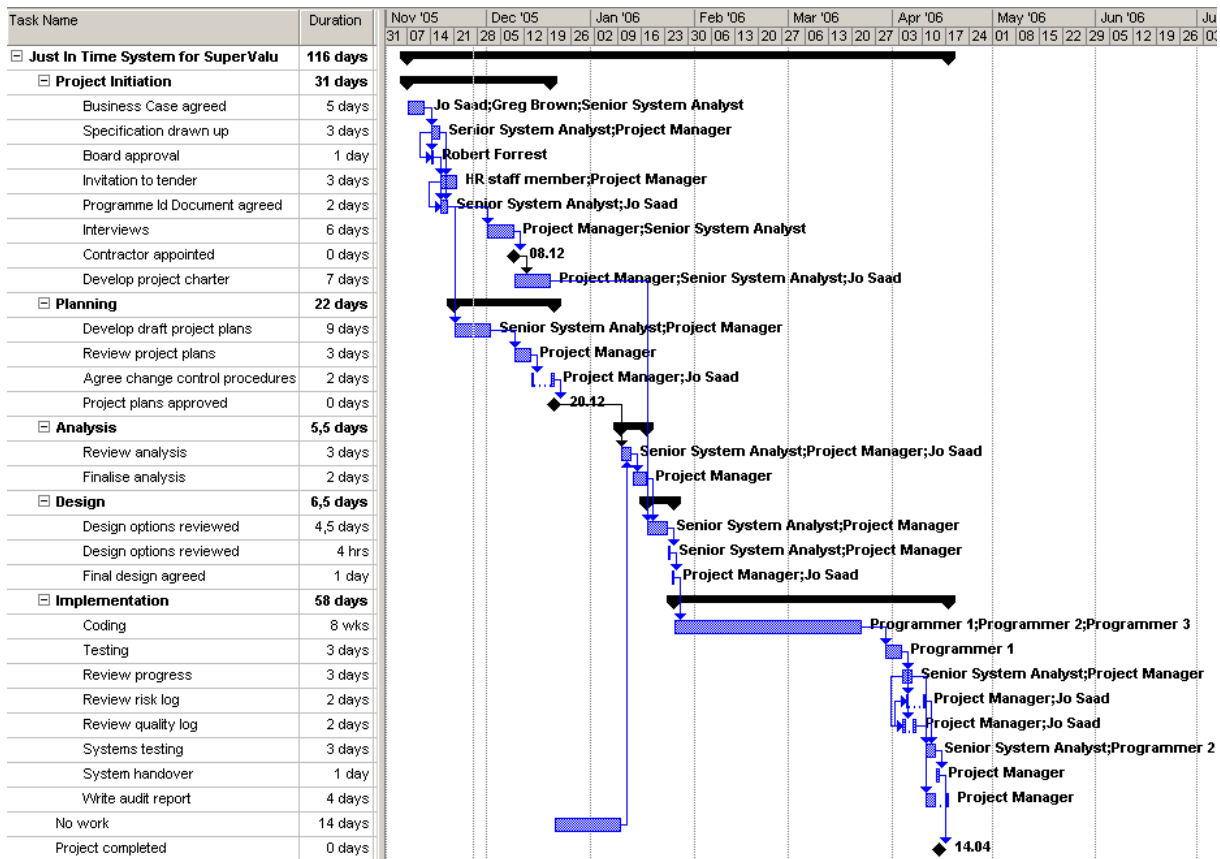 Task Name Duration Nov '05 Dec '05 Jan '06 Feb '06 Mar '06 Apr '06 May '06 Jun '06 Ju
31 07 14 21 28 05 12 19 26 02 09 16 23 30 06 13 20 27 06 13 20 27 03 10 17 24 01 08 15 22 29 05 12 19 26 03
Just In Time System for SuperValu 116 days
Project Initiation 31 days
Business Case agreed 5 days Jo Saad;Greg Brown;Senior System Analyst
Specification drawn up 3 days Senior System Analyst;Project Manager
Board approval 1 day Robert Forrest
Invitation to tender 3 days HR staff member;Project Manager
Programme Id Document agreed 2 days Senior System Analyst;Jo Saad
Interviews 6 days Project Manager;Senior System Analyst
Contractor appointed 0 days 08.12
Develop project charter 7 days Project Manager;Senior System Analyst;Jo Saad
Planning 22 days
Develop draft project plans 9 days Senior System Analyst;Project Manager
Review project plans 3 days Project Manager
Agree change control procedures 2 days Project Manager;Jo Saad
Project plans approved 0 days 20.12
Analysis 5,5 days
Review analysis 3 days Senior System Analyst;Project Manager;Jo Saad
Finalise analysis 2 days Project Manager
Design 6,5 days
Design options reviewed 4,5 days Senior System Analyst;Project Manager
Design options reviewed 4 hrs Senior System Analyst;Project Manager
Final design agreed 1 day Project Manager;Jo Saad
Implementation 58 days
Coding 8 wks Programmer 1;Programmer 2;Programmer 3
Testing 3 days Programmer 1
Review progress 3 days Senior System Analyst;Project Manager
Review risk log 2 days Project Manager;Jo Saad
Review quality log 2 days Project Manager;Jo Saad
Systems testing 3 days Senior System Analyst;Programmer 2
System handover 1 day Project Manager
Write audit report 4 days Project Manager
No work 14 days
Project completed 0 days 14.04